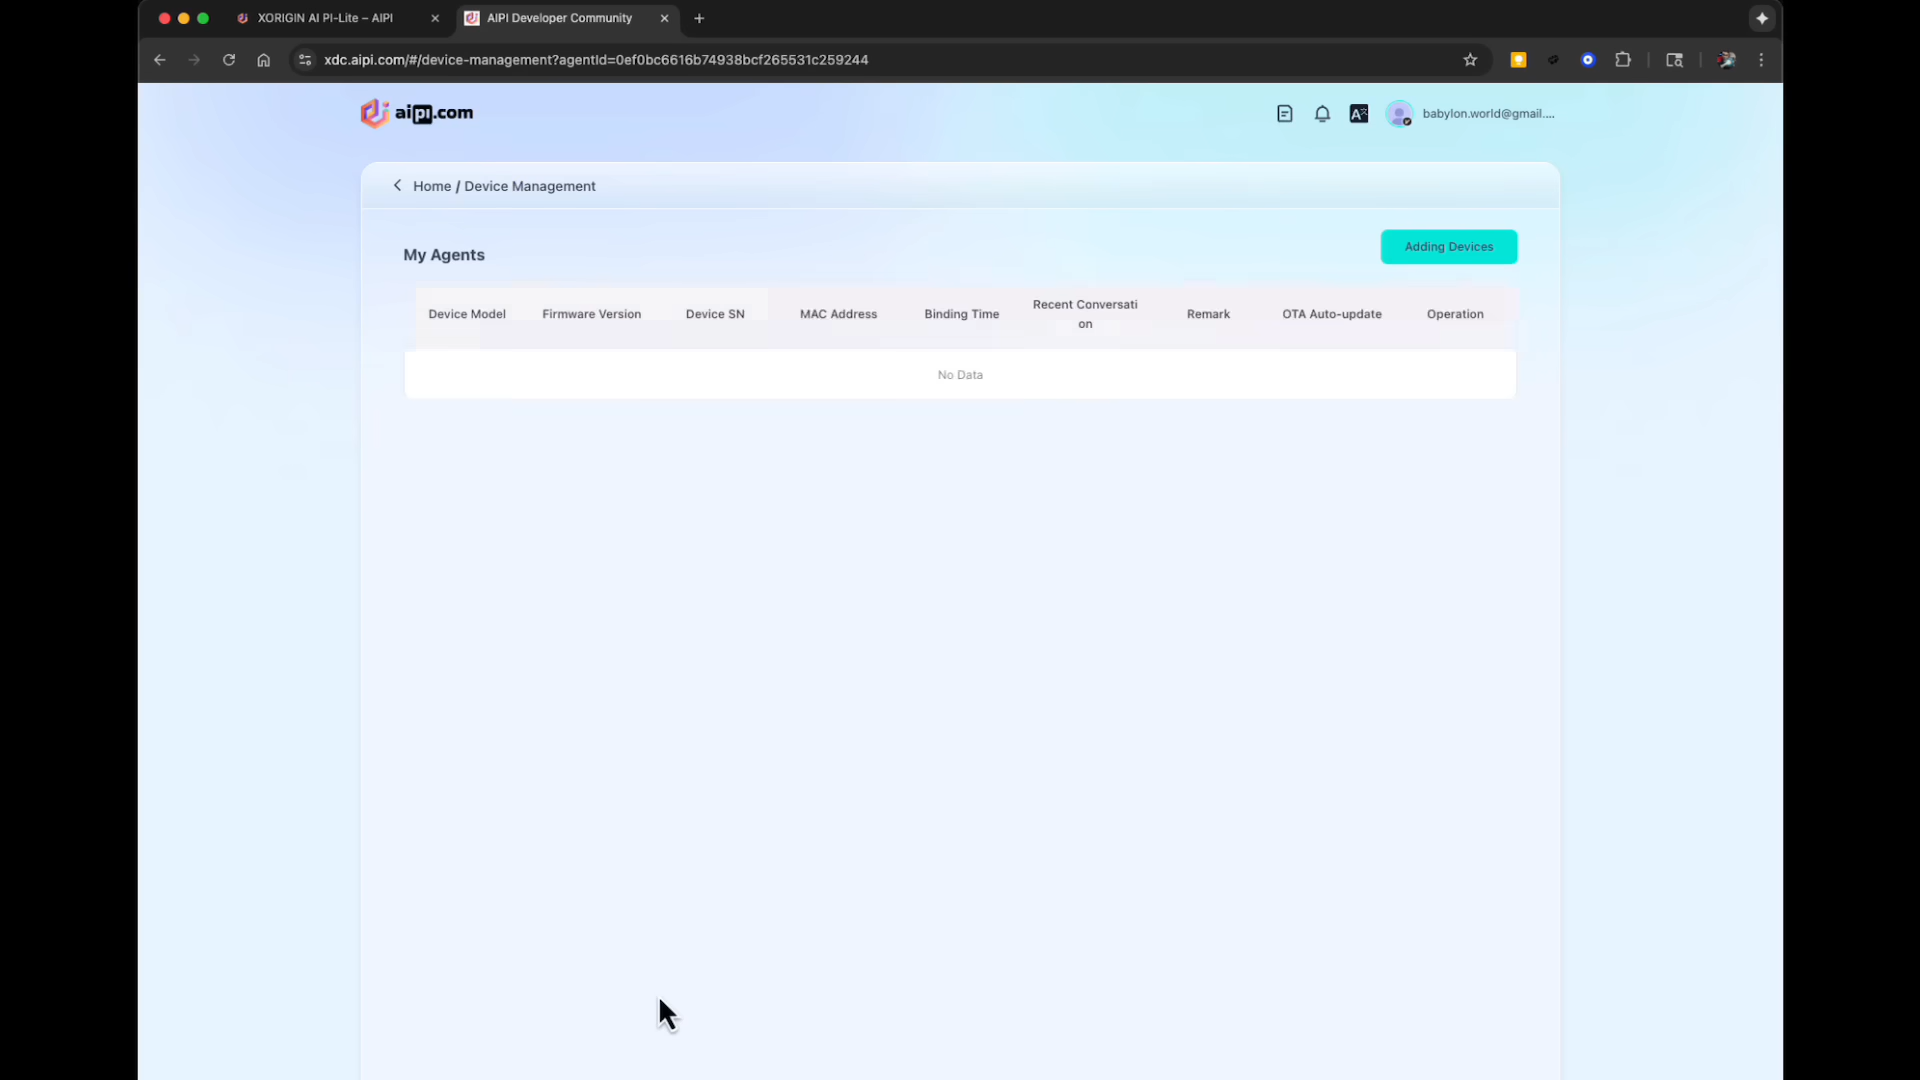 XORIGIN AI PI-Lite – AIPI
AIPI Developer Community
xdc.aipi.com/#/device-management?agentId=0ef0bc6616b74938bcf265531c259244
aipi.com
babylon.world@gmail....
Home / Device Management
My Agents
Adding Devices
Device Model Firmware Version Device SN MAC Address Binding Time Recent Conversati
on Remark OTA Auto-update Operation
No Data